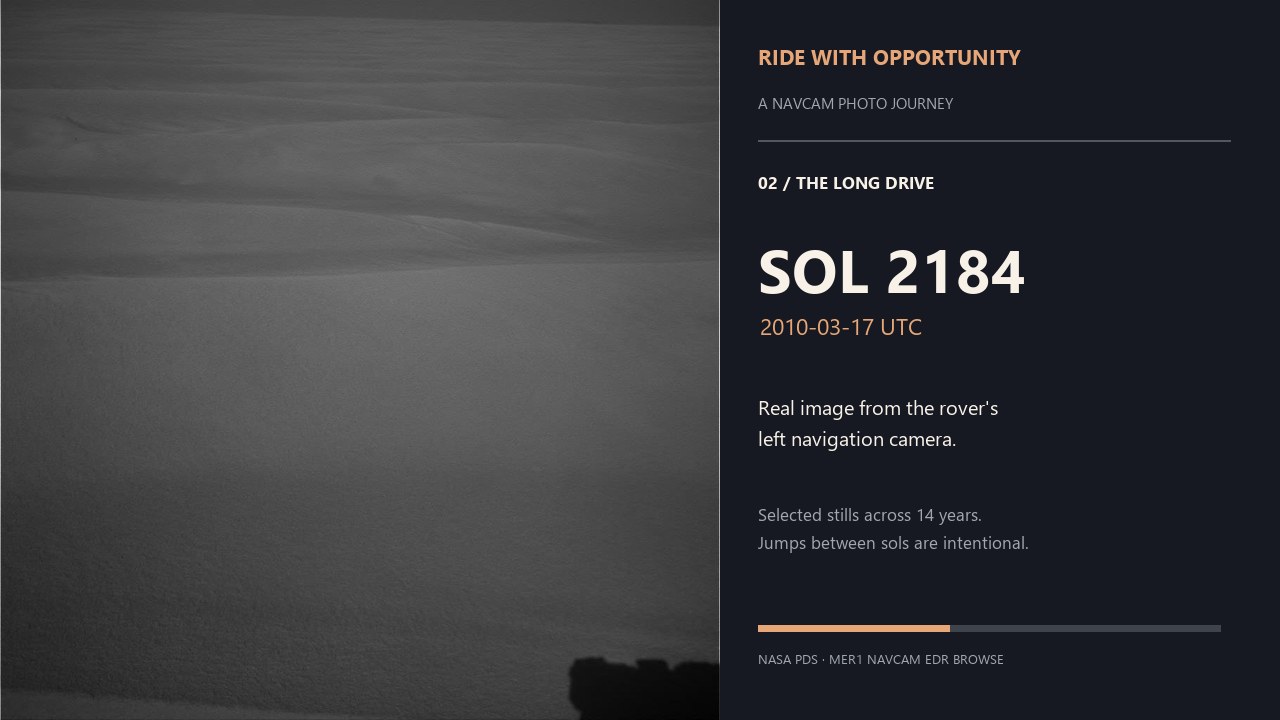 RIDE WITH OPPORTUNITY
A NAVCAM PHOTO JOURNEY
02 / THE LONG DRIVE
SOL 2184
2010-03-17 UTC
Real image from the rover's
left navigation camera.
Selected stills across 14 years.
Jumps between sols are intentional.
NASA PDS · MER1 NAVCAM EDR BROWSE